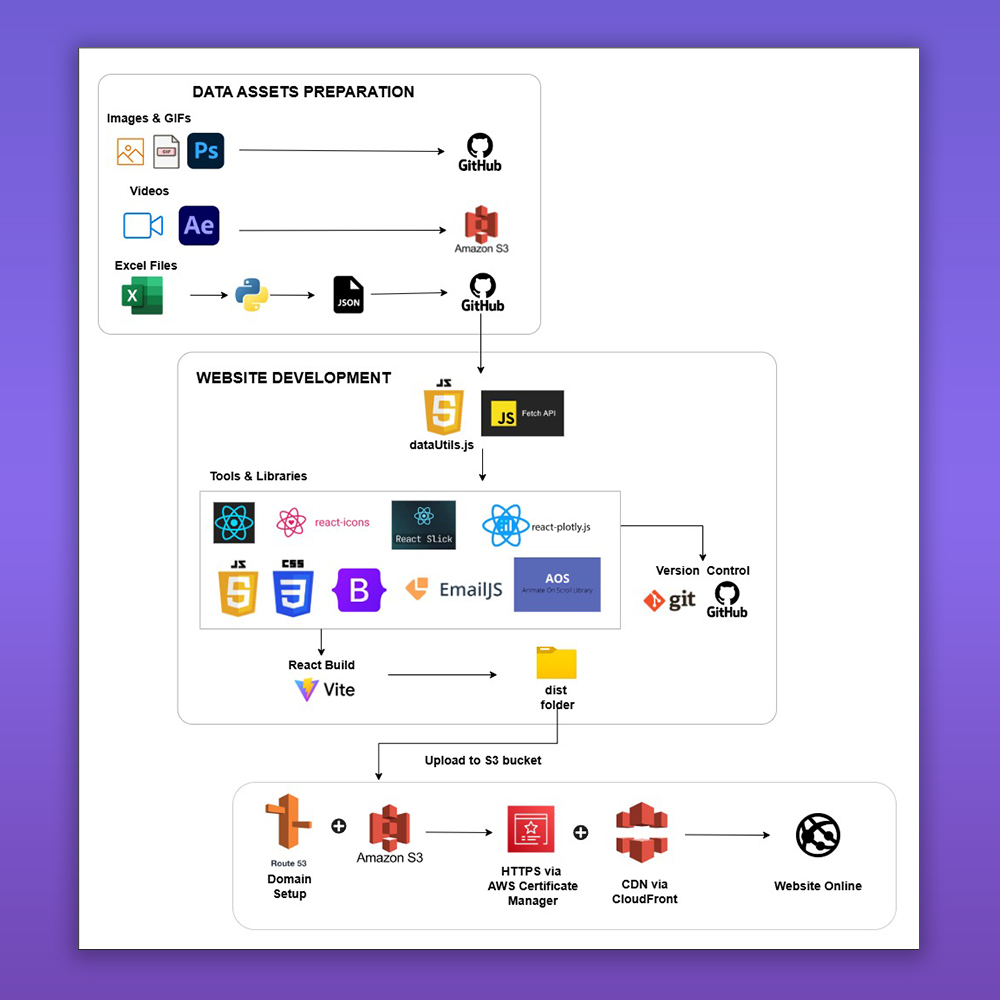 DATA ASSETS PREPARATION
Images & GIFs
GIF
Ps
GitHub
Videos
Ae
Amazon S3
Excel Files
X
JSON
GitHub
WEBSITE DEVELOPMENT
JS
5
JS
Fetch API
dataUtils.js
Tools & Libraries
react-icons
React Slick
react-plotly.js
JS
5
CSS
3
B
EmailJS
AOS
Animate On Scroll Library
Version Control
git
GitHub
React Build
Vite
dist
folder
Upload to S3 bucket
Route 53
Domain
Setup
Amazon S3
HTTPS via
AWS Certificate
Manager
CDN via
CloudFront
Website Online